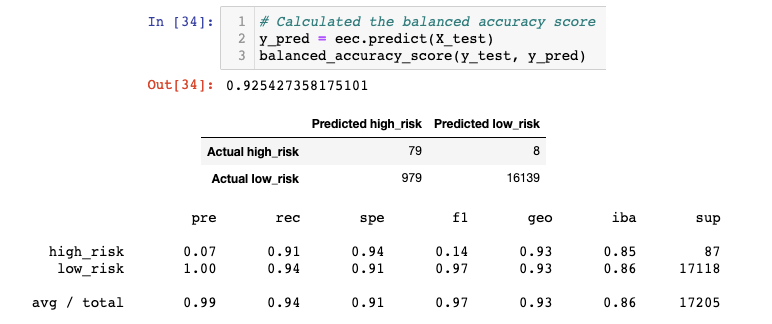 In [34]: 1 # Calculated the balanced accuracy score
2 y_pred = eec.predict(X_test)
3 balanced_accuracy_score(y_test, y_pred)
Out[34]: 0.925427358175101
Predicted high_risk Predicted low_risk
Actual high_risk 79 8
Actual low_risk 979 16139
pre rec spe f1 geo iba sup
high_risk 0.07 0.91 0.94 0.14 0.93 0.85 87
low_risk 1.00 0.94 0.91 0.97 0.93 0.86 17118
avg / total 0.99 0.94 0.91 0.97 0.93 0.86 17205